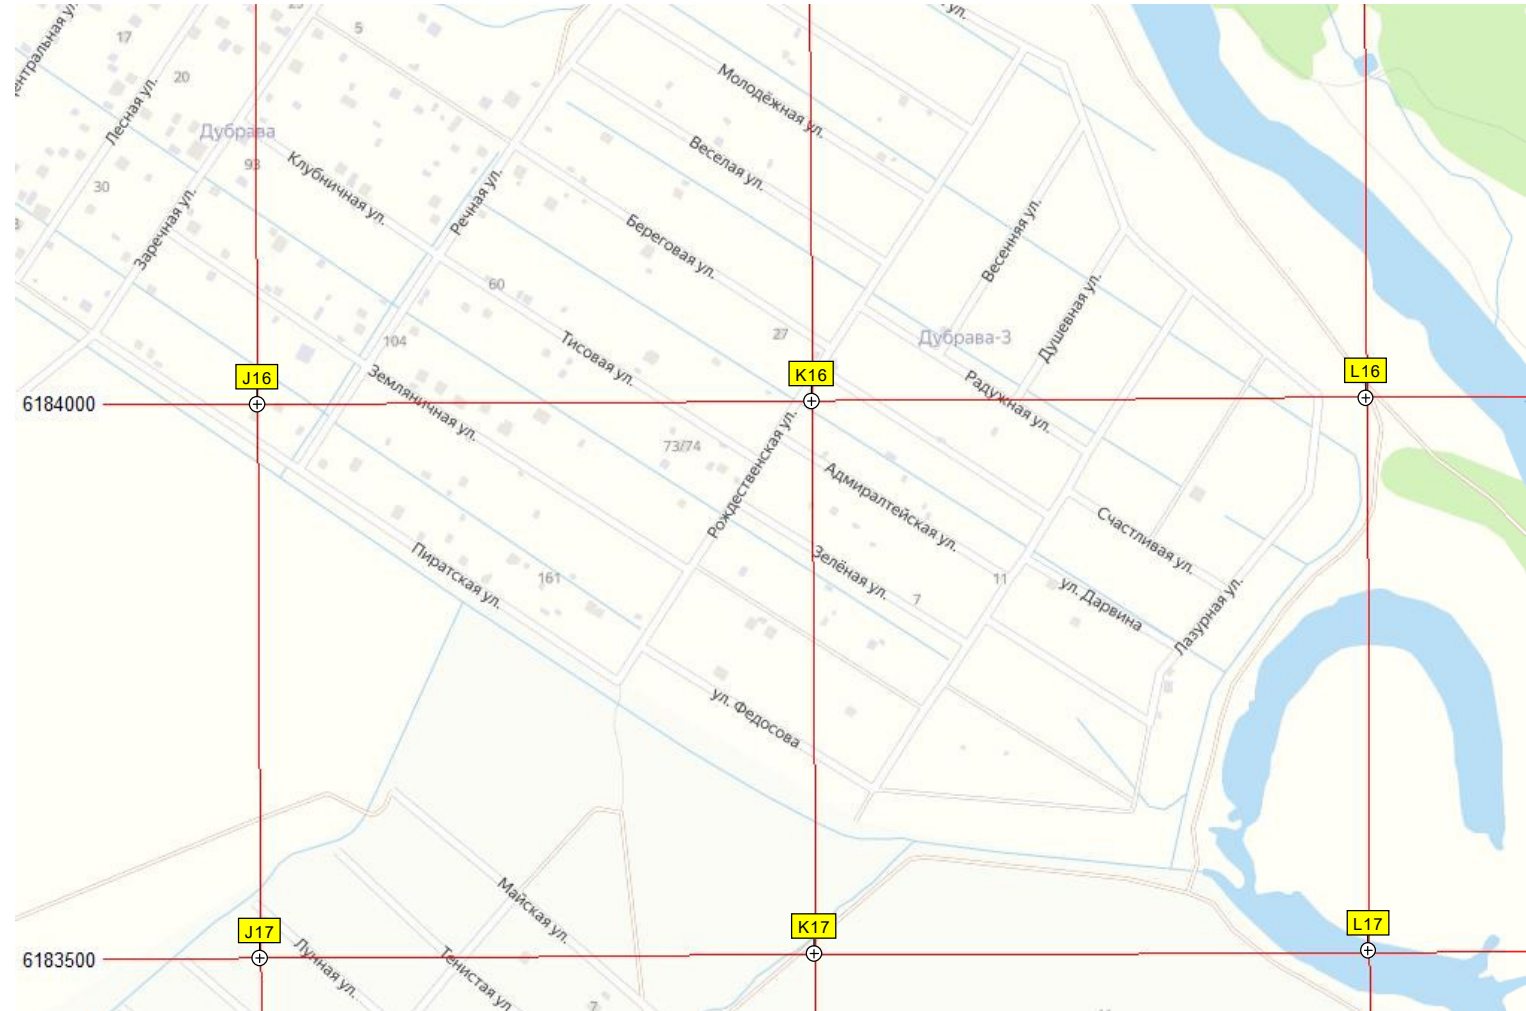 5
17
20
Лесная ул.
Дубрава
93
30
Клубничная ул.
Заречная ул.
Речная ул.
Молодёжная ул.
Веселая ул.
Береговая ул.
Весенняя ул.
Душевная ул.
60
27
Дубрава-3
104
Тисовая ул.
Земляничная ул.
Радужная ул.
J16
K16
L16
6184000
73/74
Рождественская ул.
Адмиралтейская ул.
Счастливая ул.
Пиратская ул.
161
Зелёная ул.
7
11
ул. Дарвина
Лазурная ул.
ул. Федосова
Майская ул.
J17
K17
L17
6183500
Лунная ул.
Тенистая ул.